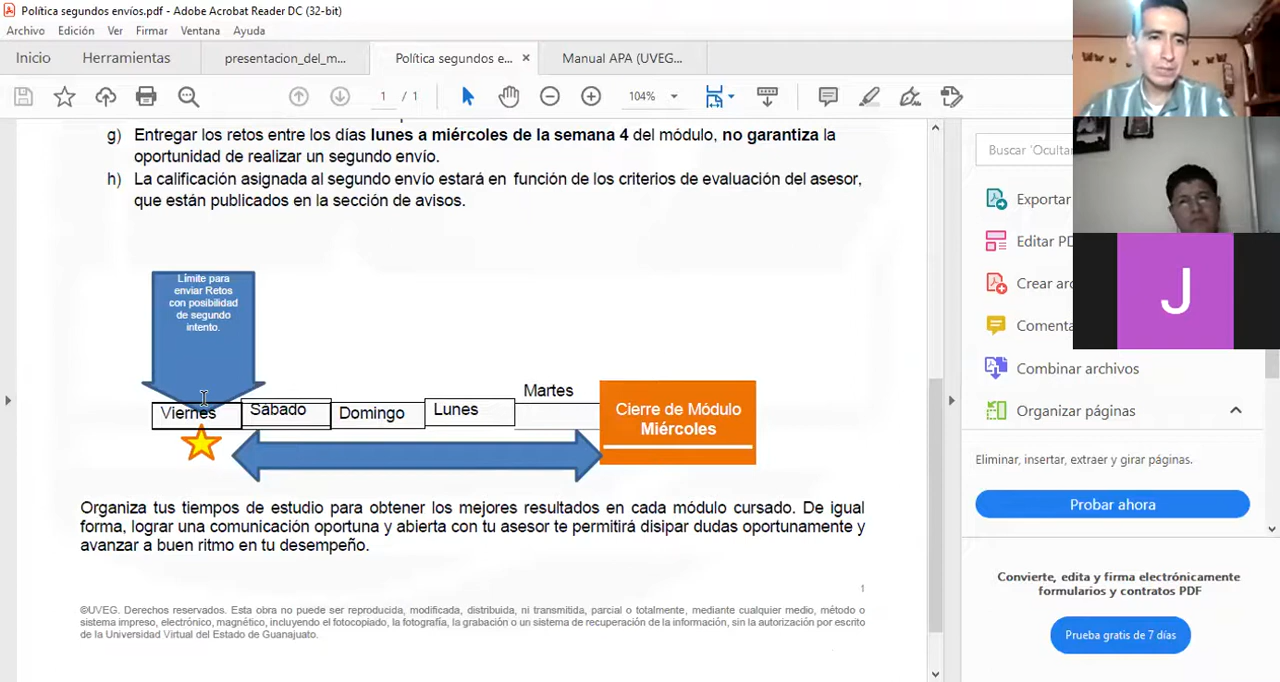 Política segundos envíos.pdf - Adobe Acrobat Reader DC (32-bit)
Archivo Edición Ver Firmar Ventana Ayuda
Inicio Herramientas presentacion_del_m... Política segundos e... × Manual APA (UVEG...
1 / 1 104%
g) Entregar los retos entre los días lunes a miércoles de la semana 4 del módulo, no garantiza la
oportunidad de realizar un segundo envío.
h) La calificación asignada al segundo envío estará en función de los criterios de evaluación del asesor,
que están publicados en la sección de avisos.
Límite para
enviar Retos
con posibilidad
de segundo
intento.
Viernes Sábado Domingo Lunes Martes
Cierre de Módulo
Miércoles
Organiza tus tiempos de estudio para obtener los mejores resultados en cada módulo cursado. De igual
forma, lograr una comunicación oportuna y abierta con tu asesor te permitirá disipar dudas oportunamente y
avanzar a buen ritmo en tu desempeño.
1
©UVEG. Derechos reservados. Esta obra no puede ser reproducida, modificada, distribuida, ni transmitida, parcial o totalmente, mediante cualquier medio, método o
sistema impreso, electrónico, magnético, incluyendo el fotocopiado, la fotografía, la grabación o un sistema de recuperación de la información, sin la autorización por escrito
de la Universidad Virtual del Estado de Guanajuato.
Buscar 'Ocultar
Exportar
Editar PD
Crear arc
Comenta
Combinar archivos
Organizar páginas
Eliminar, insertar, extraer y girar páginas.
Probar ahora
Convierte, edita y firma electrónicamente
formularios y contratos PDF
Prueba gratis de 7 días
J